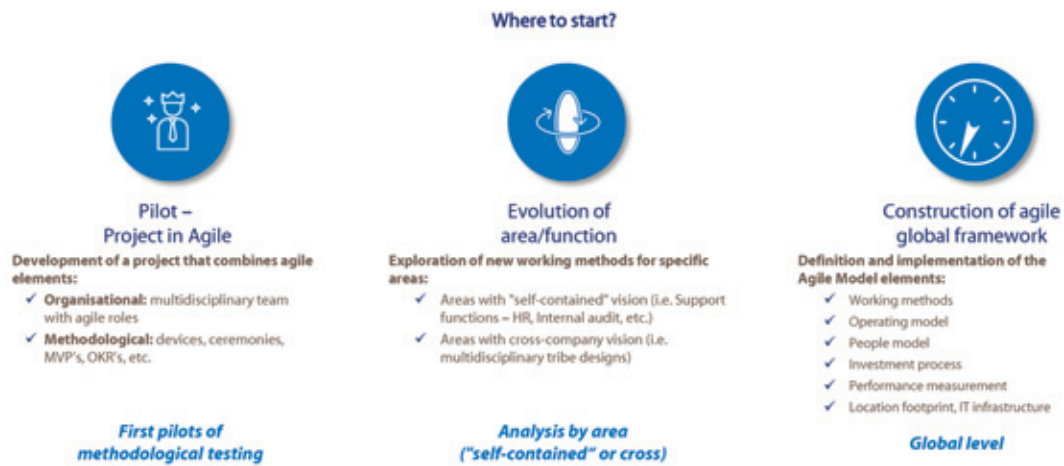 Where to start?
Pilot –
Project in Agile
Development of a project that combines agile
elements:
✓ Organisational: multidisciplinary team
with agile roles
✓ Methodological: devices, ceremonies,
MVP's, OKR's, etc.
First pilots of
methodological testing
Evolution of
area/function
Exploration of new working methods for specific
areas:
✓ Areas with "self-contained" vision (i.e. Support
functions – HR, Internal audit, etc.)
✓ Areas with cross-company vision (i.e.
multidisciplinary tribe designs)
Analysis by area
("self-contained" or cross)
Construction of agile
global framework
Definition and implementation of the
Agile Model elements:
✓ Working methods
✓ Operating model
✓ People model
✓ Investment process
✓ Performance measurement
✓ Location footprint, IT infrastructure
Global level